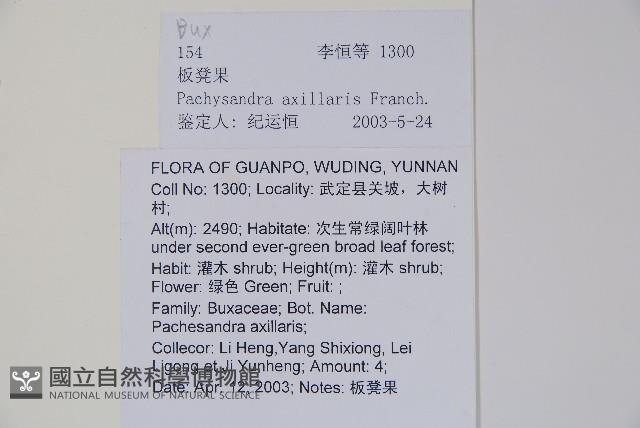 Bux
154 李恒等 1300
板凳果
Pachysandra axillaris Franch.
鉴定人: 纪运恒 2003-5-24
FLORA OF GUANPO, WUDING, YUNNAN
Coll No: 1300; Locality: 武定县关坡，大树
村;
Alt(m): 2490; Habitate: 次生常绿阔叶林
under second ever-green broad leaf forest;
Habit: 灌木 shrub; Height(m): 灌木 shrub;
Flower: 绿色 Green; Fruit: ;
Family: Buxaceae; Bot. Name:
Pachesandra axillaris;
Collecor: Li Heng,Yang Shixiong, Lei
Ligong et Ji Yunheng; Amount: 4;
Date: Apr. 12, 2003; Notes: 板凳果
國立自然科學博物館
NATIONAL MUSEUM OF NATURAL SCIENCE